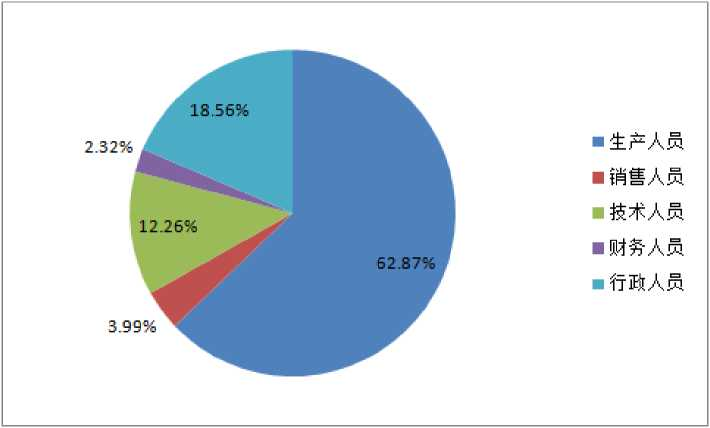 18.56%
2.32%
12.26%
3.99%
62.87%
生产人员
销售人员
技术人员
财务人员
行政人员